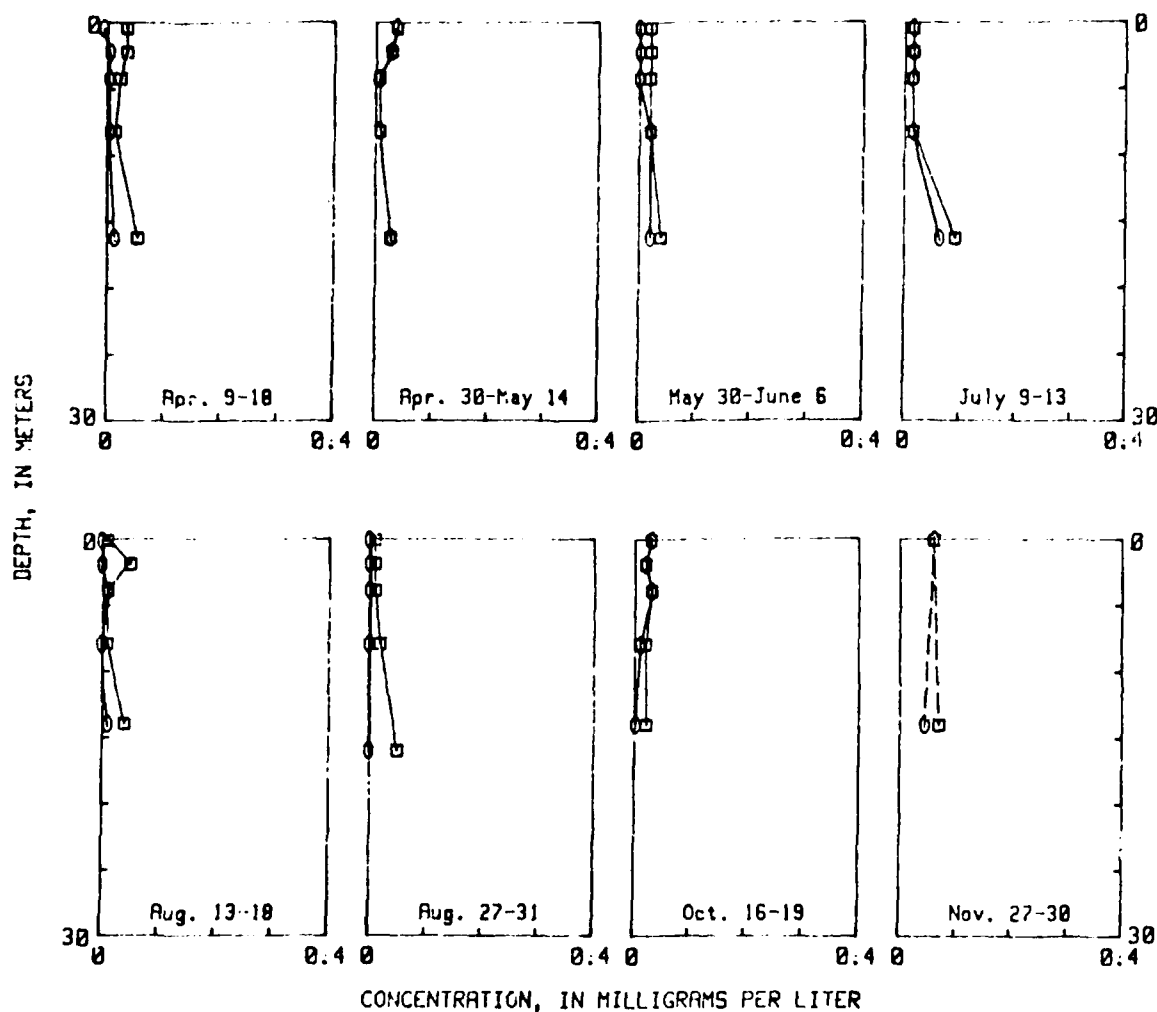 0 0
DEPTH, IN METERS
Apr. 9-18 Apr. 30-May 14 May 30-June 6 July 9-13
30 30
0 0.4 0 0.4 0 0.4 0 0.4
0 0
Aug. 13-18 Aug. 27-31 Oct. 16-19 Nov. 27-30
30 30
0 0.4 0 0.4 0 0.4 0 0.4
CONCENTRATION, IN MILLIGRAMS PER LITER